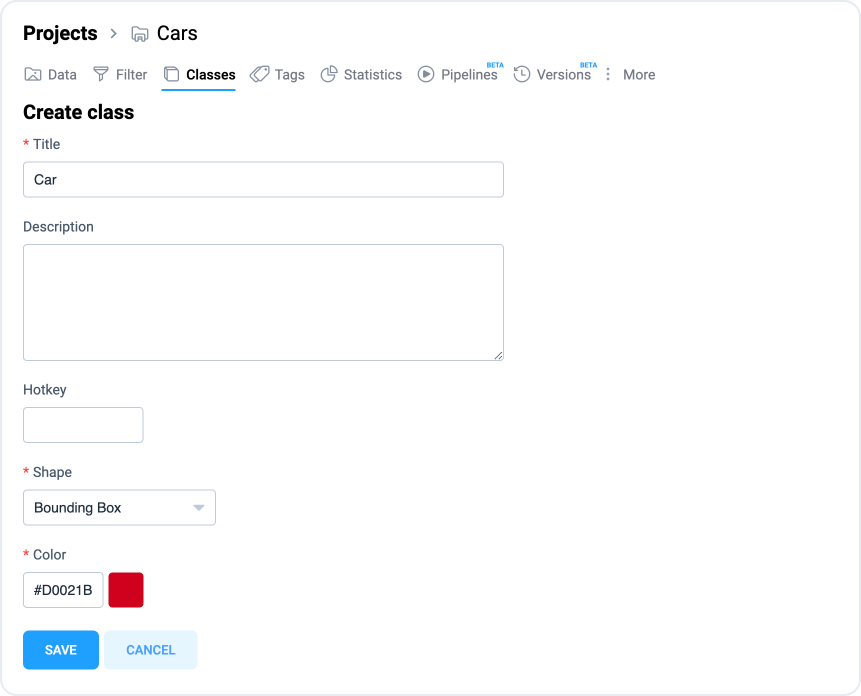 Projects > Cars
Data Filter Classes Tags Statistics Pipelines BETA Versions BETA More
Create class
* Title
Car
Description
Hotkey
* Shape
Bounding Box
* Color
#D0021B
SAVE CANCEL